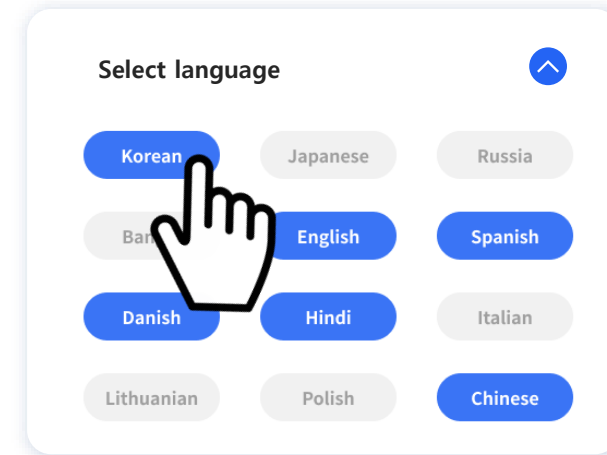 Select language
Korean Japanese Russia
English Spanish
Danish Hindi Italian
Lithuanian Polish Chinese